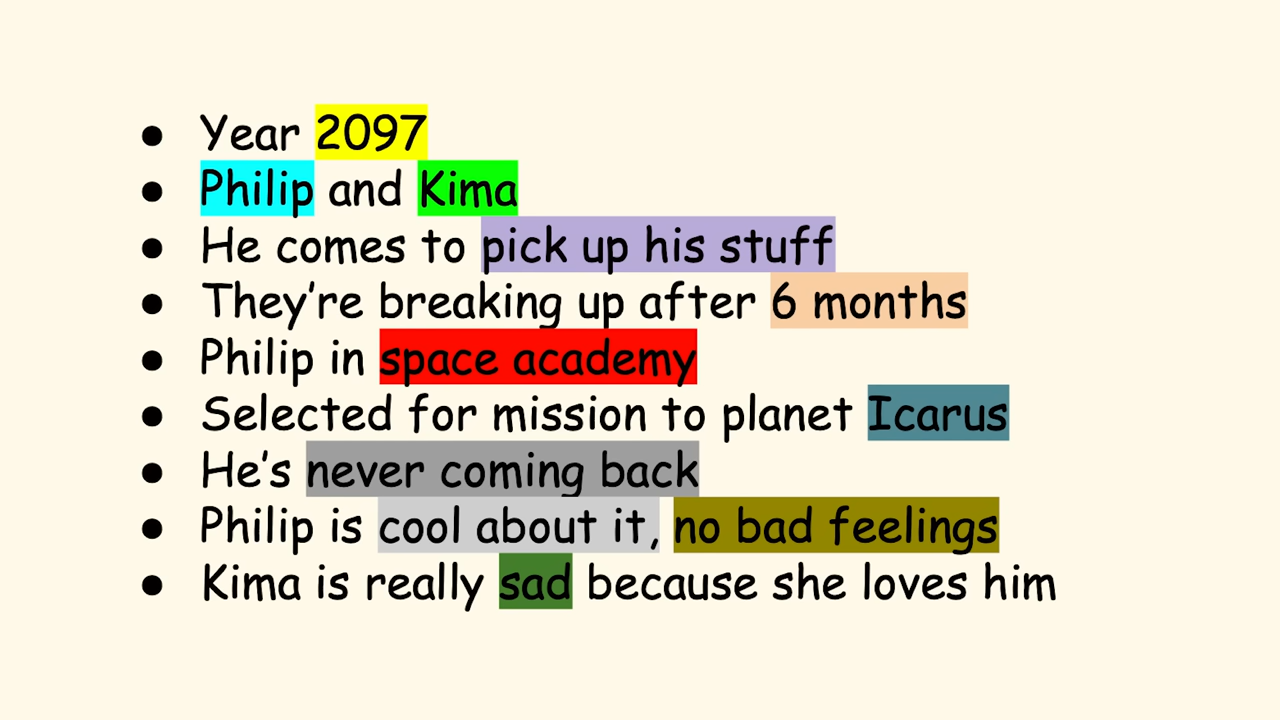 ● Year 2097
● Philip and Kima
● He comes to pick up his stuff
● They're breaking up after 6 months
● Philip in space academy
● Selected for mission to planet Icarus
● He's never coming back
● Philip is cool about it, no bad feelings
● Kima is really sad because she loves him